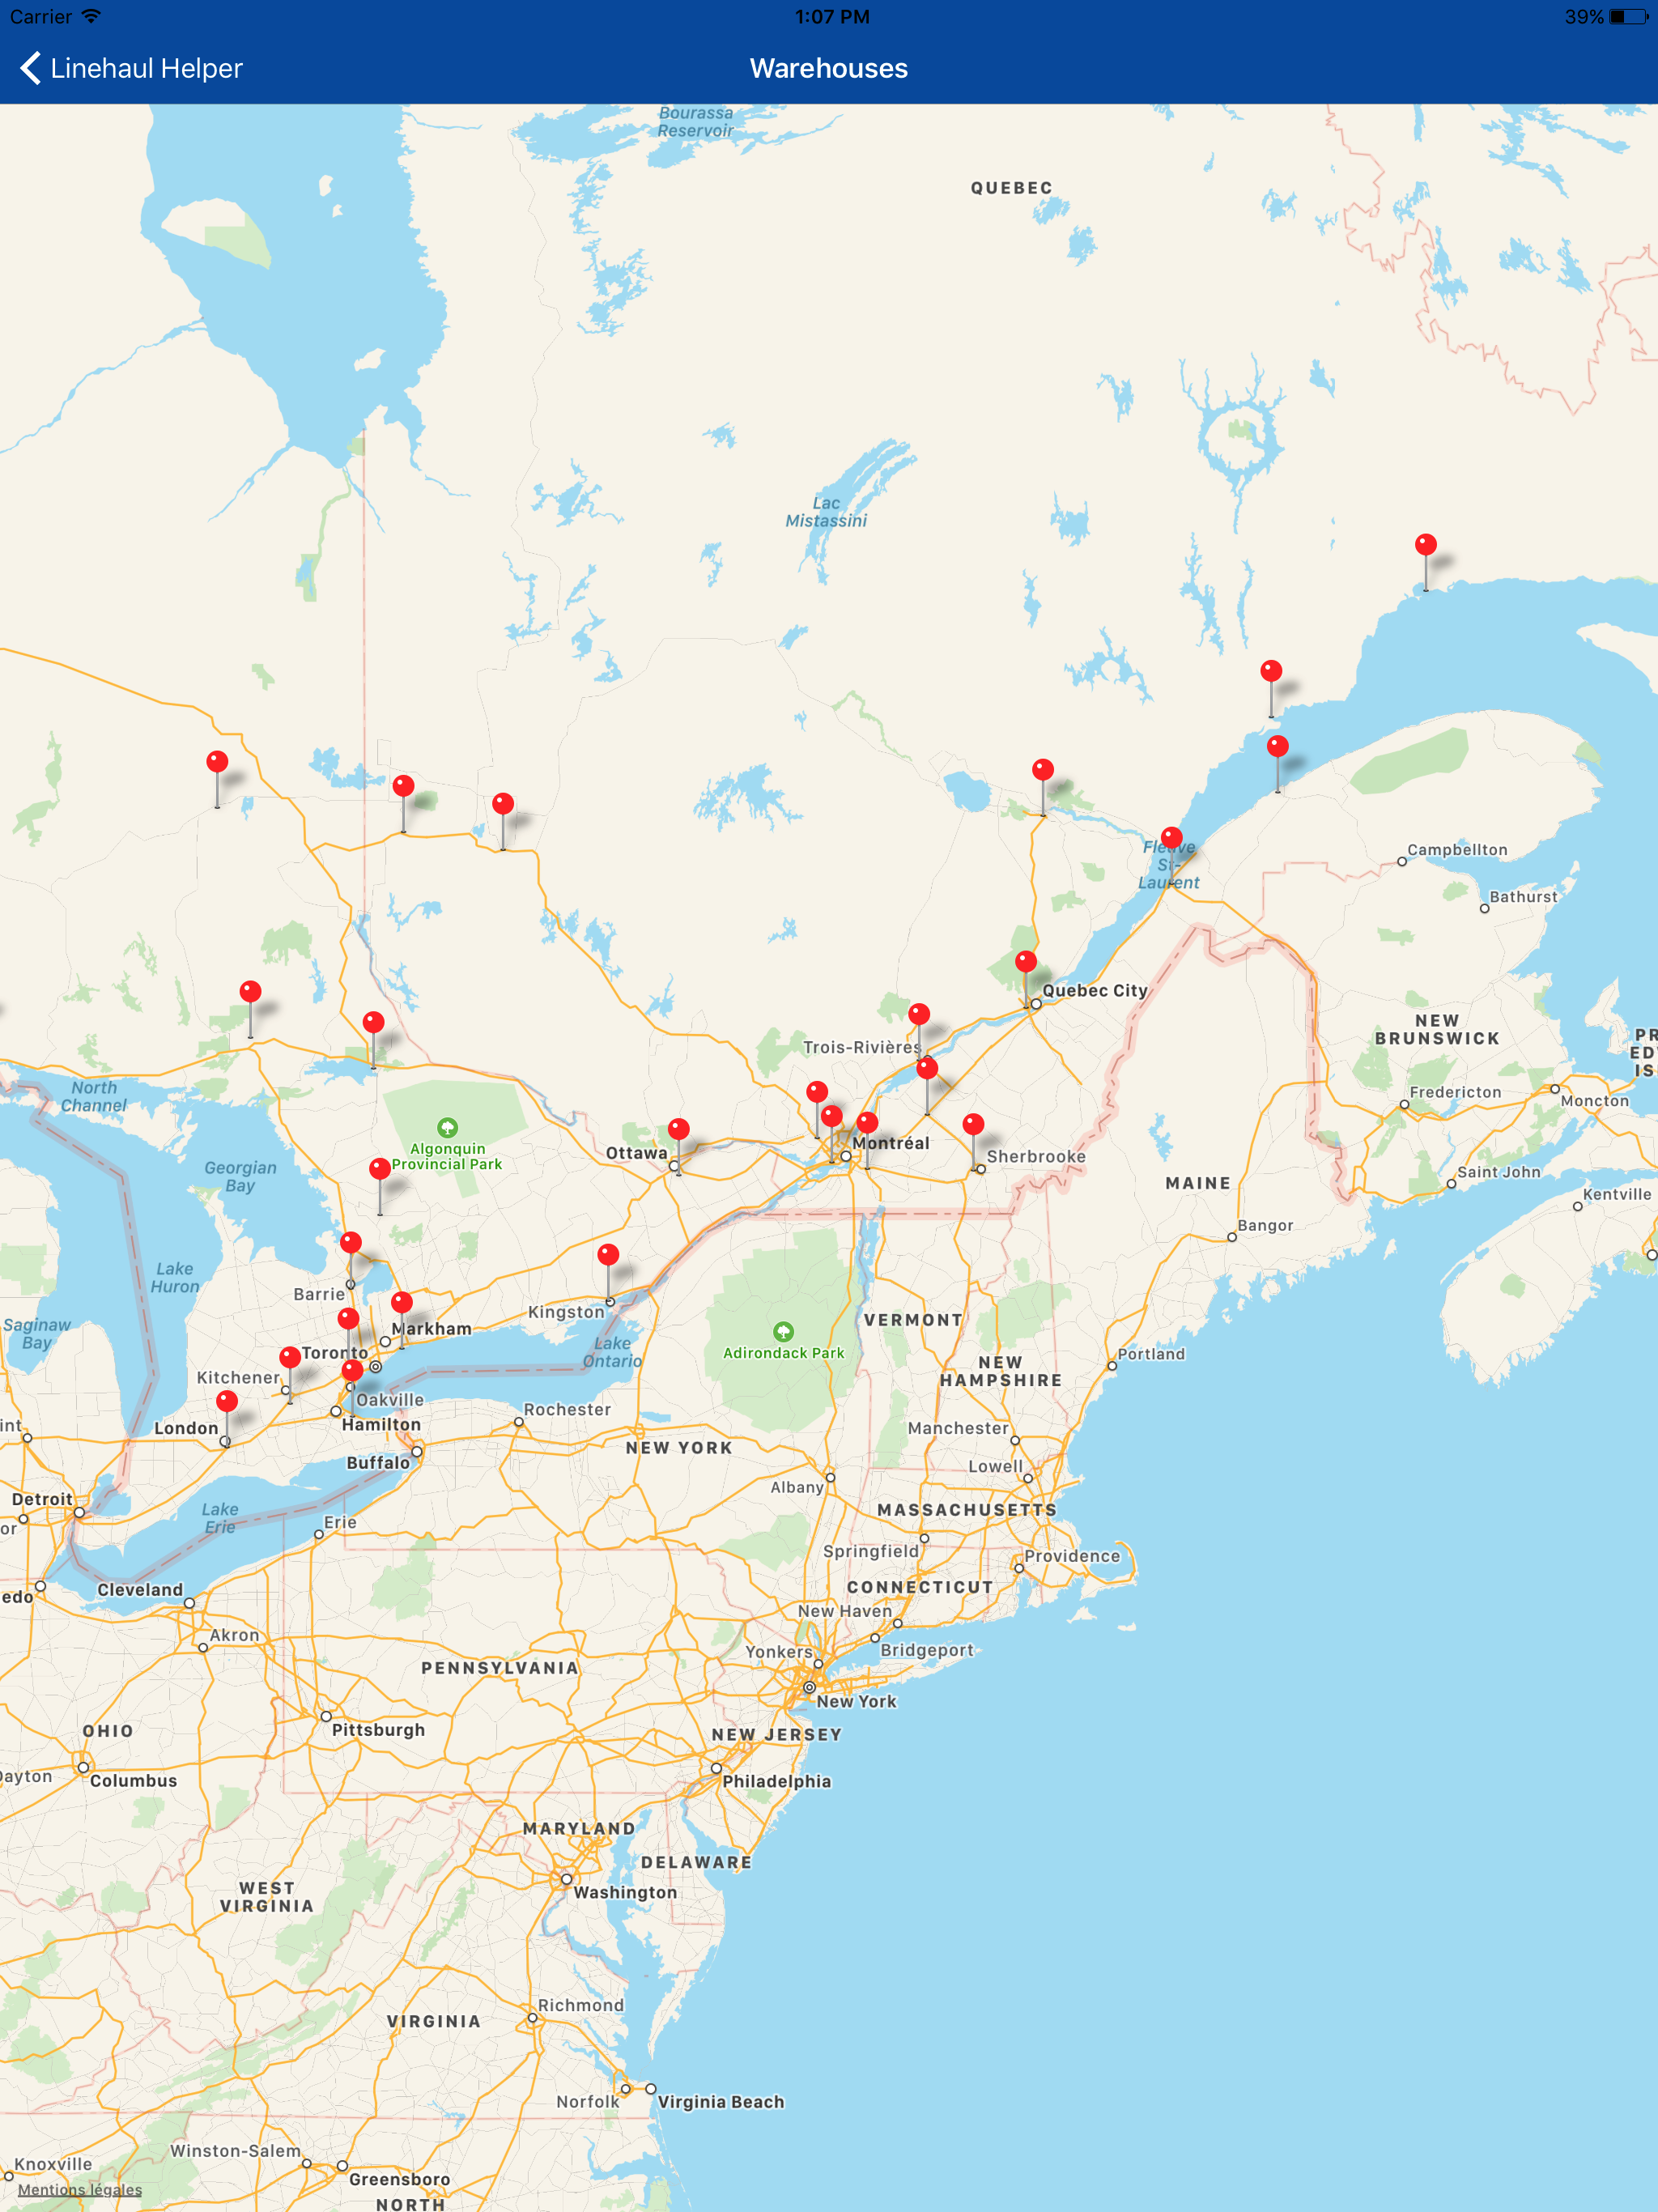 Carrier
1:07 PM
39%
Linehaul Helper
Warehouses
Bourassa
Reservoir
QUEBEC
Lac
Mistassini
Fleuve
St-
Laurent
Campbellton
Bathurst
Quebec City
NEW
BRUNSWICK
PR
ED
IS
Trois-Rivières
North
Channel
Fredericton
Moncton
Algonquin
Provincial Park
Ottawa
Montréal
Sherbrooke
Georgian
Bay
MAINE
Saint John
Kentville
Bangor
Lake
Huron
Barrie
Kingston
Saginaw
Bay
Markham
VERMONT
Toronto
Lake
Ontario
Adirondack Park
Portland
NEW
HAMPSHIRE
Kitchener
Oakville
Rochester
London
Hamilton
int
Manchester
NEW YORK
Buffalo
Lowell
Albany
Detroit
MASSACHUSETTS
Lake
Erie
Erie
or
Springfield
Providence
Cleveland
edo
CONNECTICUT
New Haven
Akron
Yonkers
Bridgeport
PENNSYLVANIA
New York
Pittsburgh
OHIO
NEW JERSEY
Dayton
Columbus
Philadelphia
MARYLAND
DELAWARE
WEST
VIRGINIA
Washington
Richmond
VIRGINIA
Norfolk
Virginia Beach
Winston-Salem
Knoxville
Greensboro
Mentions légales
NORTH